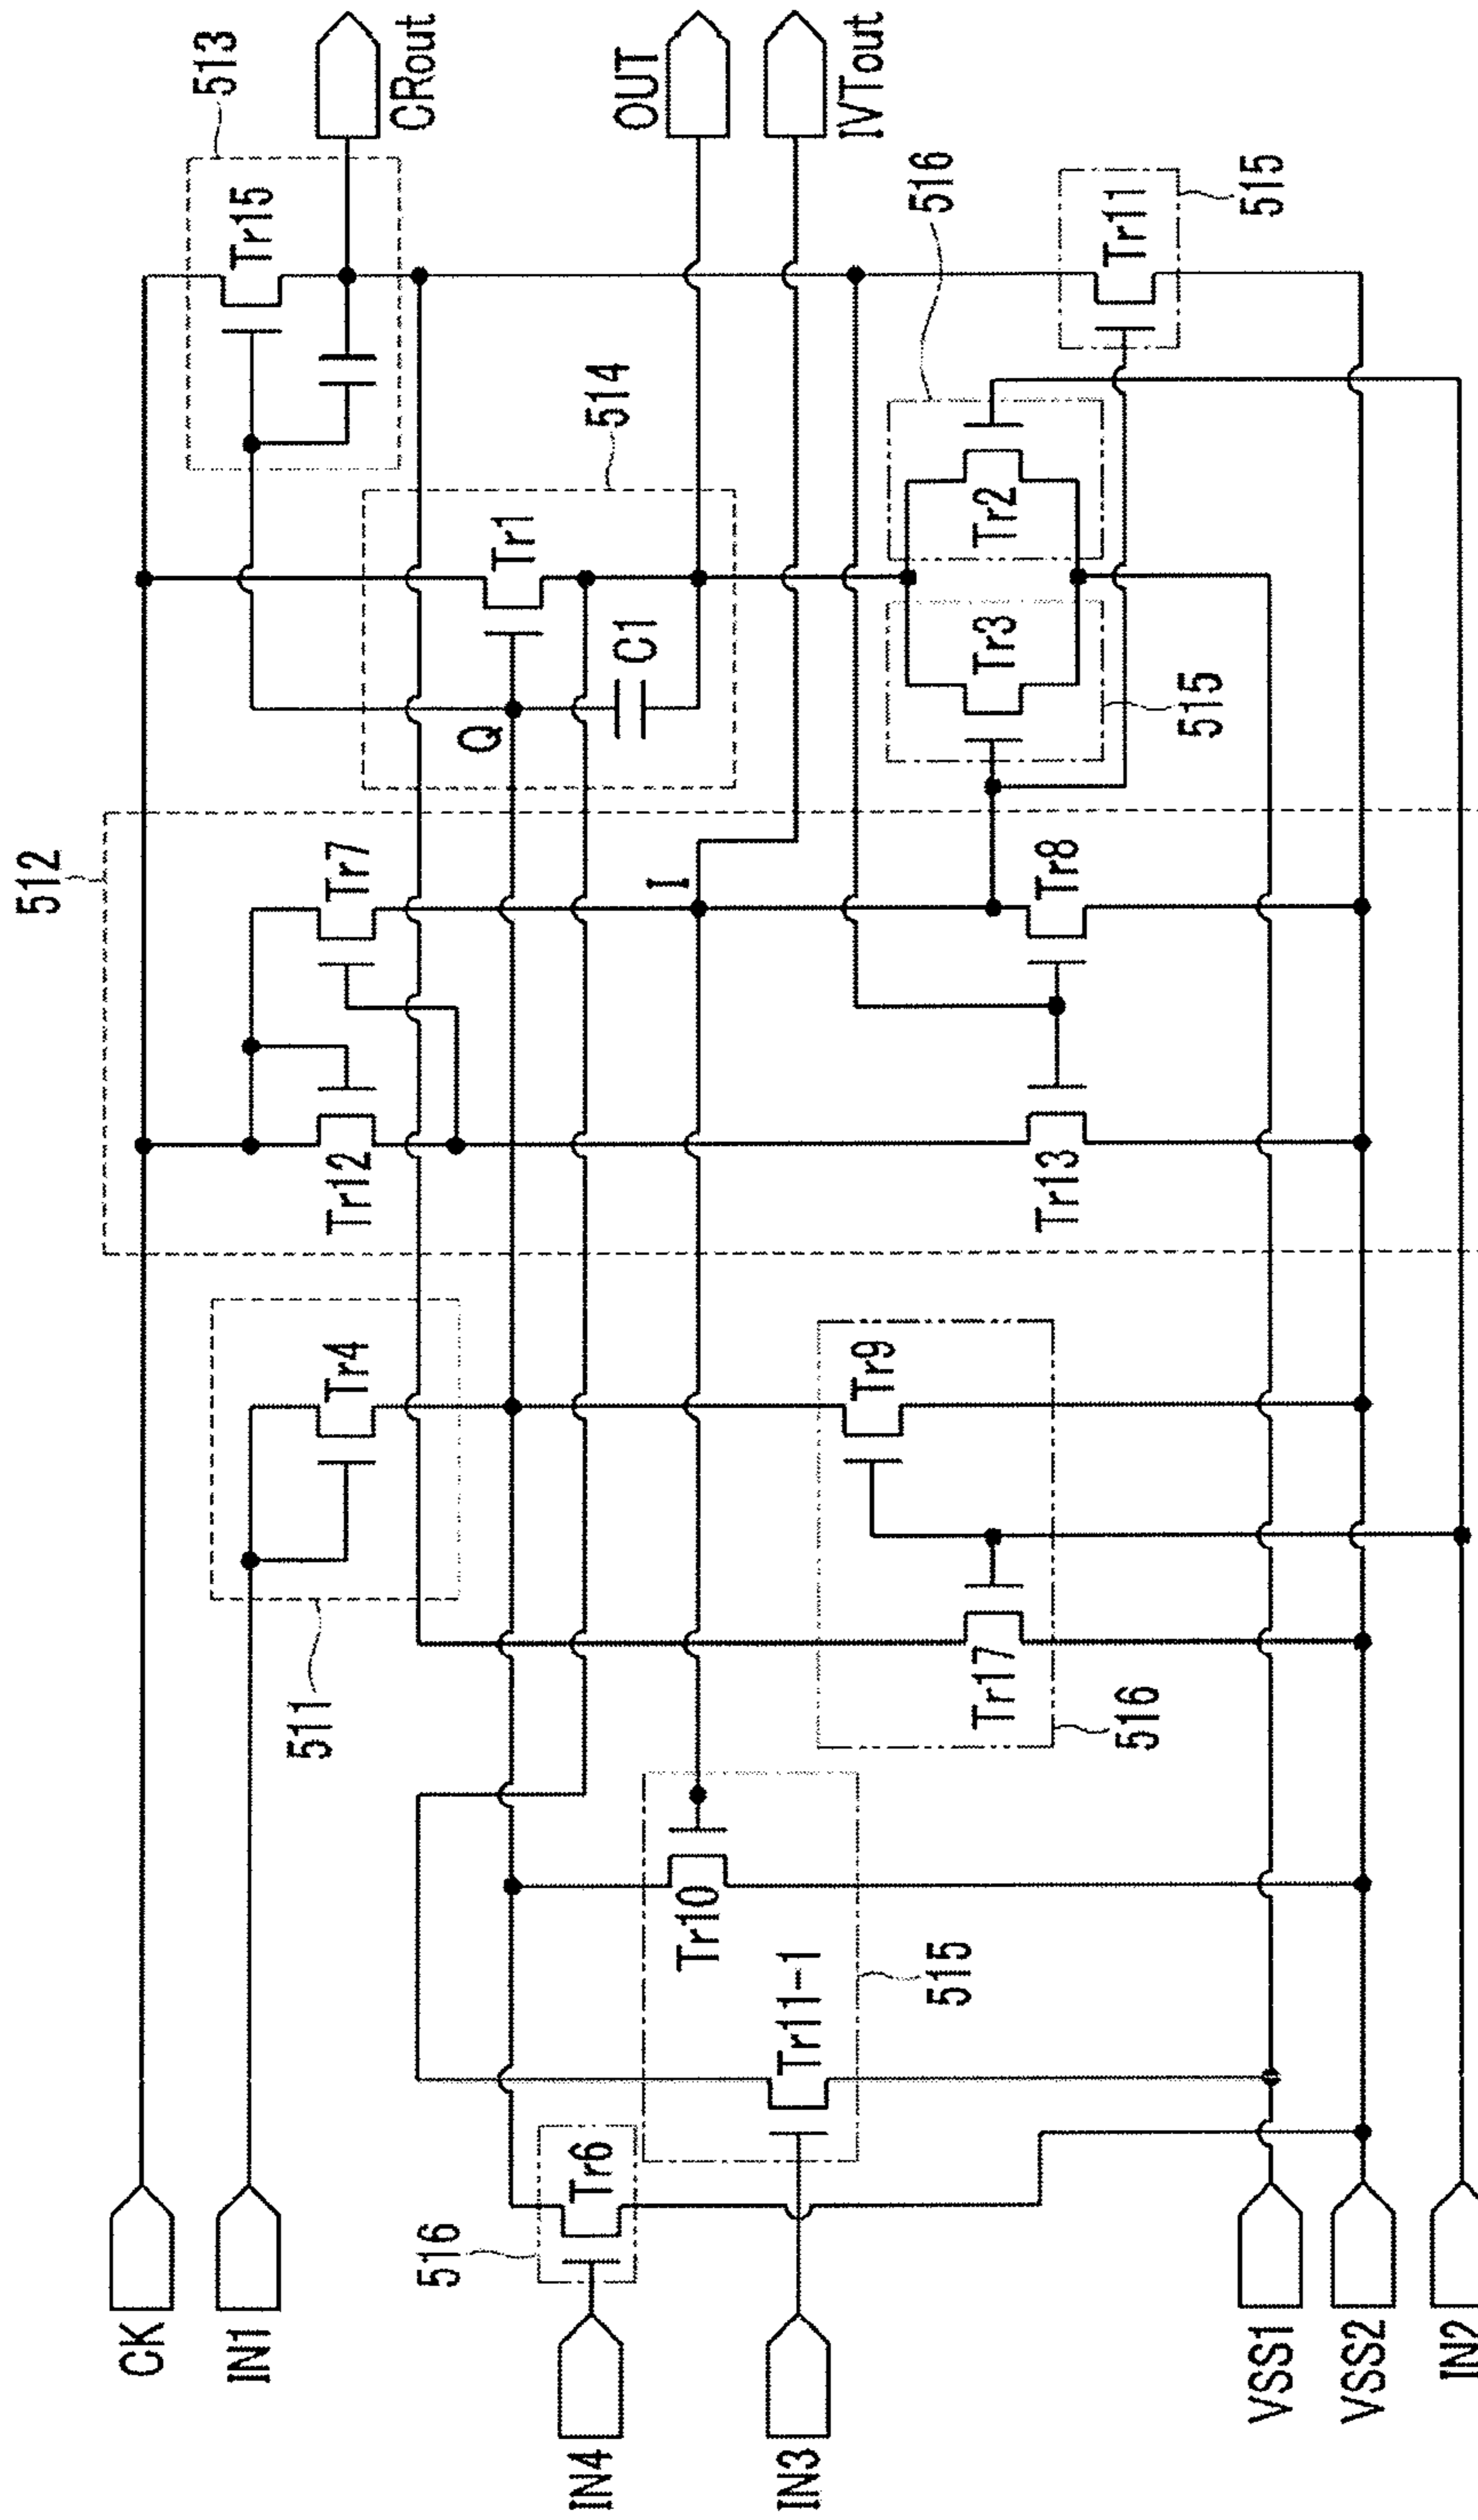 512
513
Tr15
CRout
514
Tr7
Tr1
OUT
Q
C1
I
IVTout
Tr12
516
Tr3
Tr2
515
Tr11
515
Tr8
Tr13
Tr4
511
Tr9
Tr17
516
Tr10
Tr11-1
515
Tr6
516
CK
IN1
IN4
IN3
VSS1
VSS2
IN2